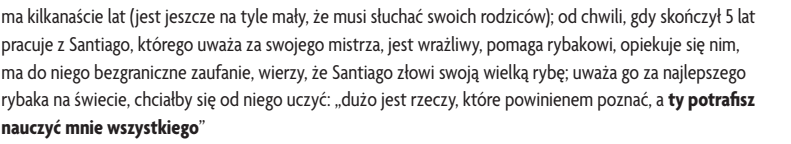 ma kilkanaście lat (jest jeszcze na tyle mały, że musi słuchać swoich rodziców); od chwili, gdy skończył 5 lat
pracuje z Santiago, którego uważa za swojego mistrza, jest wrażliwy, pomaga rybakowi, opiekuje się nim,
ma do niego bezgraniczne zaufanie, wierzy, że Santiago złowi swoją wielką rybę; uważa go za najlepszego
rybaka na świecie, chciałby się od niego uczyć: „dużo jest rzeczy, które powinienem poznać, a ty potrafisz
nauczyć mnie wszystkiego”